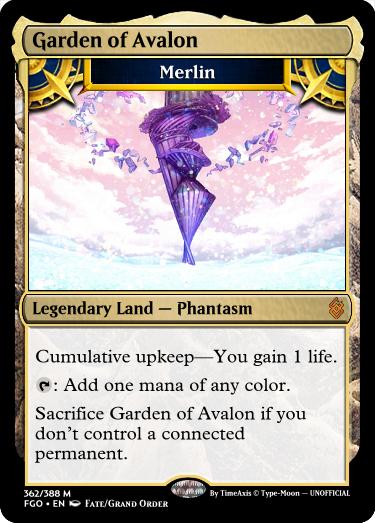 Garden of Avalon
Merlin
Legendary Land — Phantasm
Cumulative upkeep—You gain 1 life.
: Add one mana of any color.
Sacrifice Garden of Avalon if you
don't control a connected
permanent.
362/388 M
FGO • EN Fate/Grand Order
By TimeAxis © Type-Moon — UNOFFICIAL